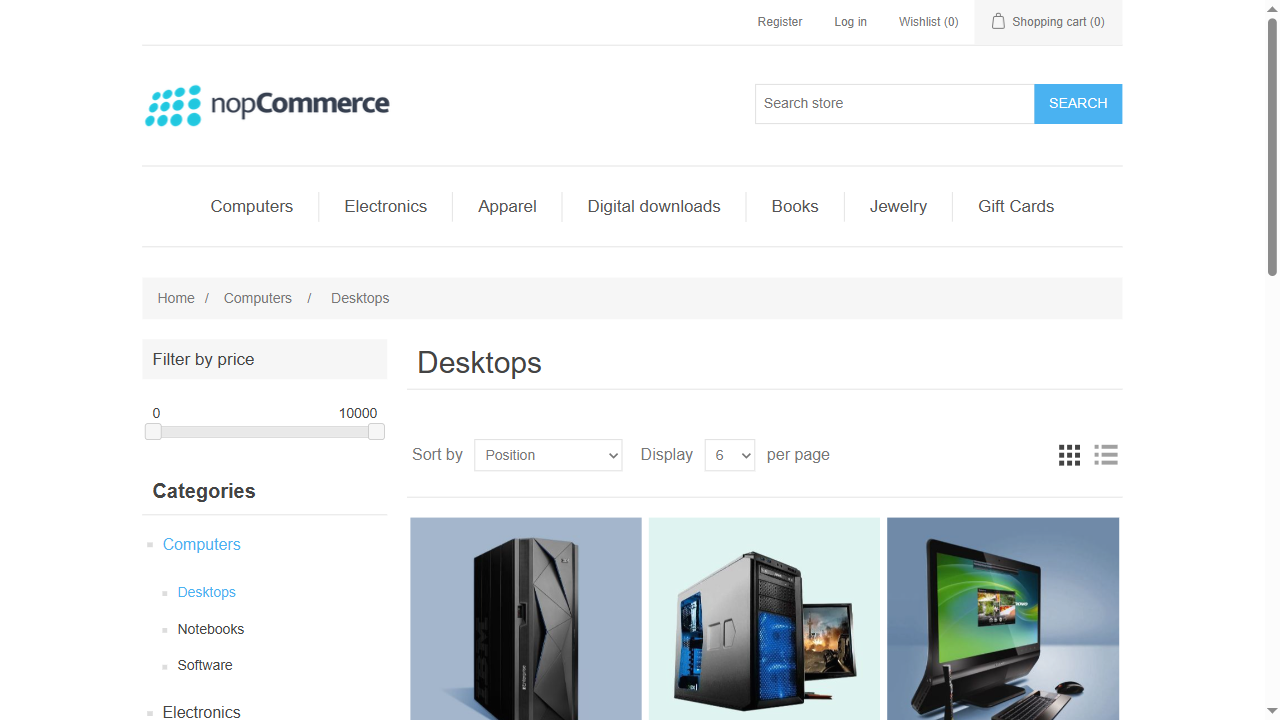 Register Log in Wishlist (0) Shopping cart (0)
nopCommerce
Search store SEARCH
Computers Electronics Apparel Digital downloads Books Jewelry Gift Cards
Home / Computers / Desktops
Filter by price
0 10000
Categories
Computers
Desktops
Notebooks
Software
Electronics
Desktops
Sort by Position Display 6 per page
IBM